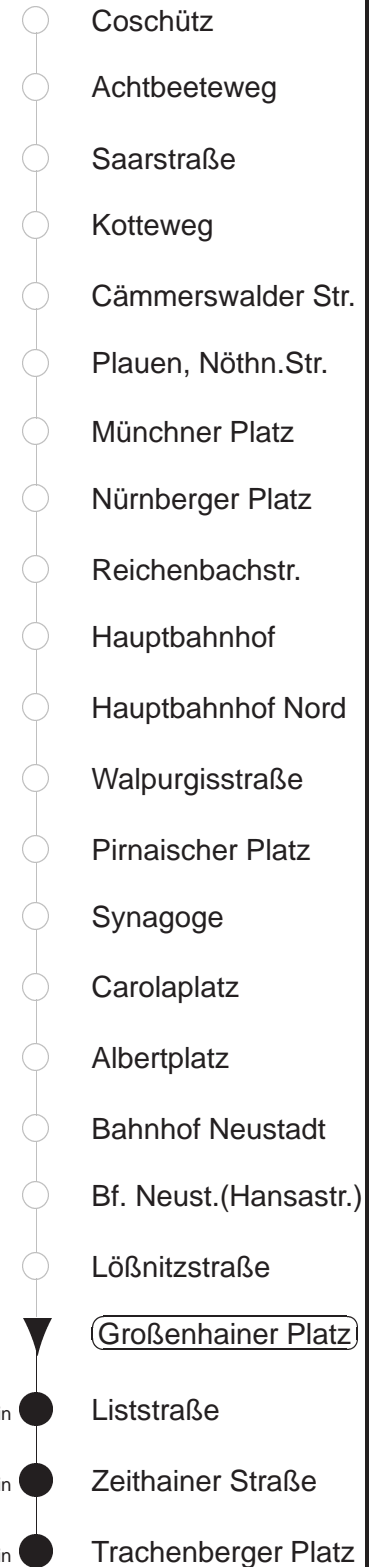 Coschütz
Achtbeeteweg
Saarstraße
Kotteweg
Cämmerswalder Str.
Plauen, Nöthn.Str.
Münchner Platz
Nürnberger Platz
Reichenbachstr.
Hauptbahnhof
Hauptbahnhof Nord
Walpurgisstraße
Pirnaischer Platz
Synagoge
Carolaplatz
Albertplatz
Bahnhof Neustadt
Bf. Neust.(Hansastr.)
Lößnitzstraße
Großenhainer Platz
Liststraße
Zeithainer Straße
Trachenberger Platz